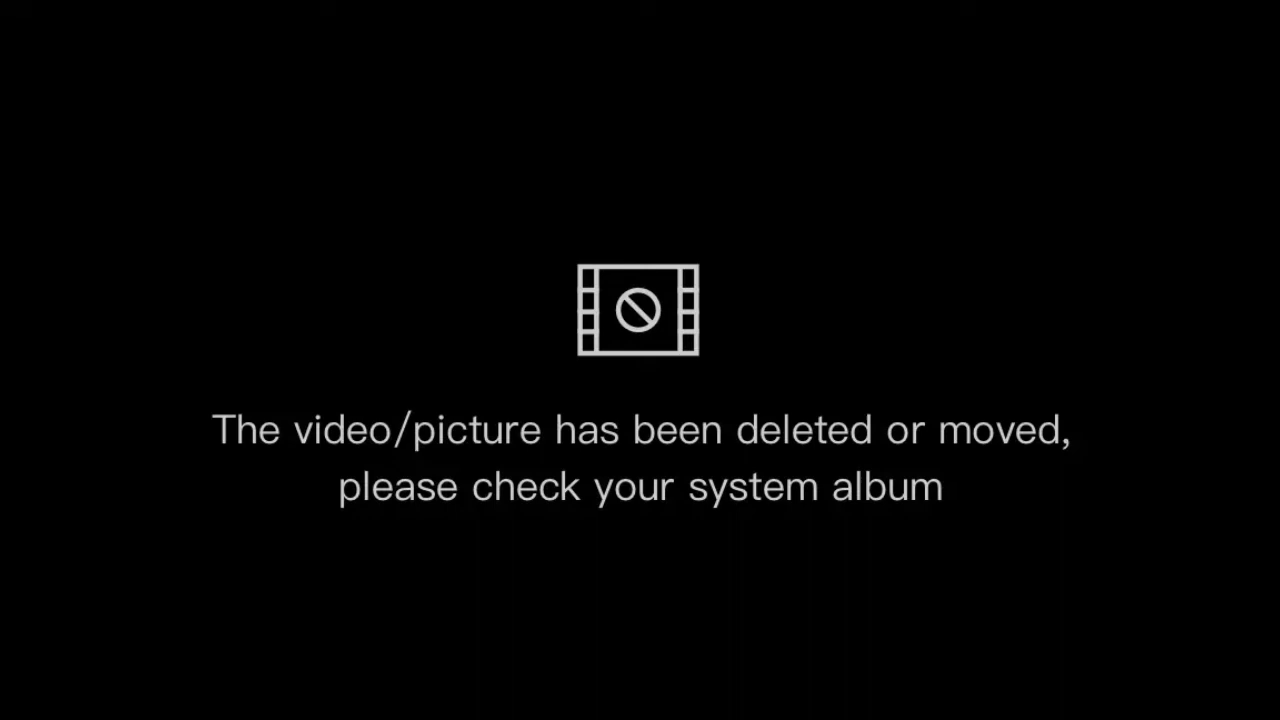 The video/picture has been deleted or moved,
please check your system album